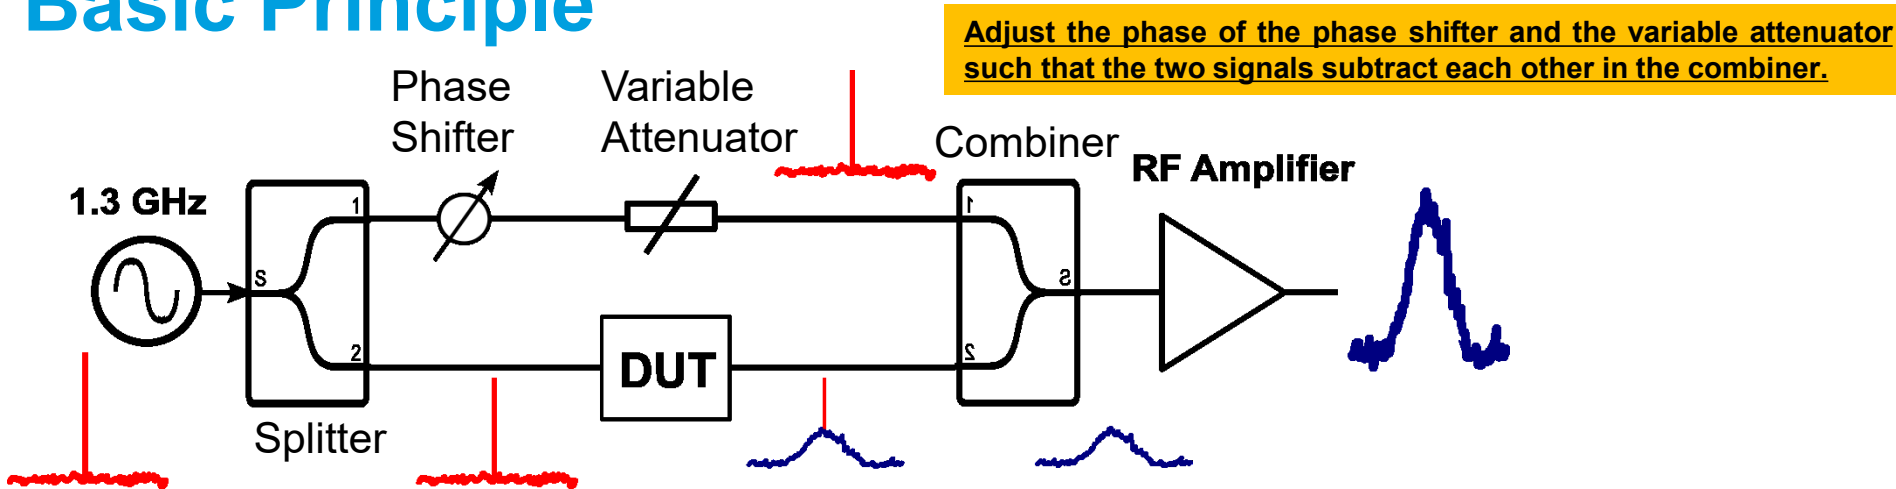 Basic Principle
Adjust the phase of the phase shifter and the variable attenuator
such that the two signals subtract each other in the combiner.
Phase
Shifter
Variable
Attenuator
Combiner
RF Amplifier
1.3 GHz
S
1
2
1
2
S
DUT
Splitter